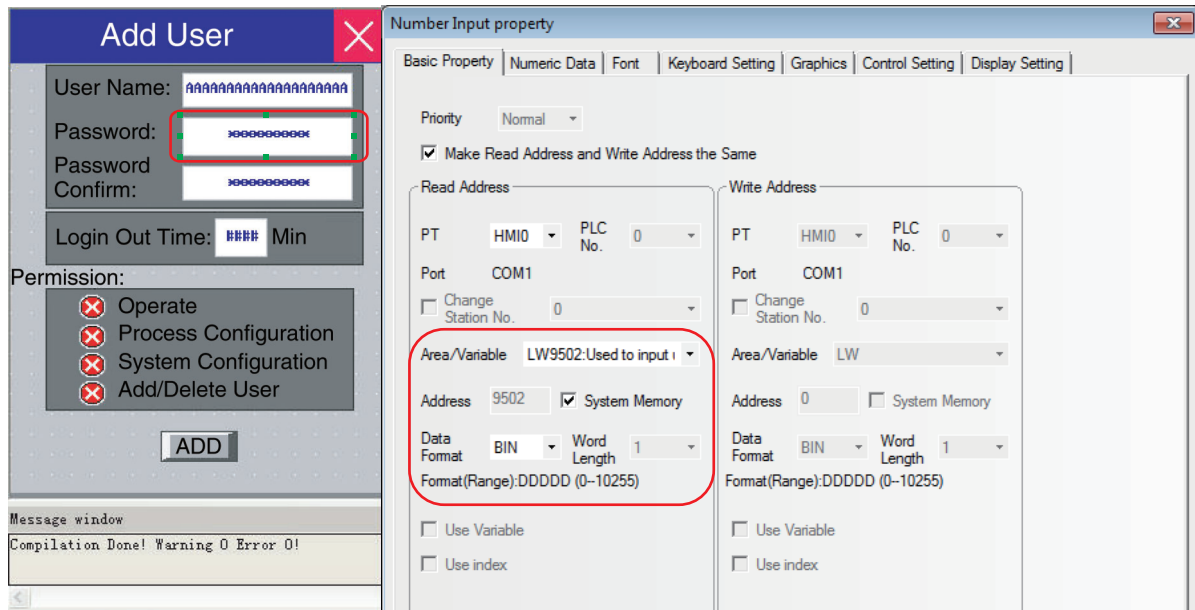 Add User
User Name: AAAAAAAAAAAAAAAAAAAA
Password: **********
Password
Confirm: **********
Login Out Time: #### Min
Permission:
Operate
Process Configuration
System Configuration
Add/Delete User
ADD
Message window
Compilation Done! Warning 0 Error 0!
Number Input property
Basic Property Numeric Data Font Keyboard Setting Graphics Control Setting Display Setting
Priority Normal
Make Read Address and Write Address the Same
Read Address
PT HMI0 PLC No. 0
Port COM1
Change Station No. 0
Area/Variable LW9502:Used to input
Address 9502 System Memory
Data Format BIN Word Length 1
Format(Range):DDDDD (0--10255)
Use Variable
Use index
Write Address
PT HMI0 PLC No. 0
Port COM1
Change Station No. 0
Area/Variable LW
Address 0 System Memory
Data Format BIN Word Length 1
Format(Range):DDDDD (0--10255)
Use Variable
Use index